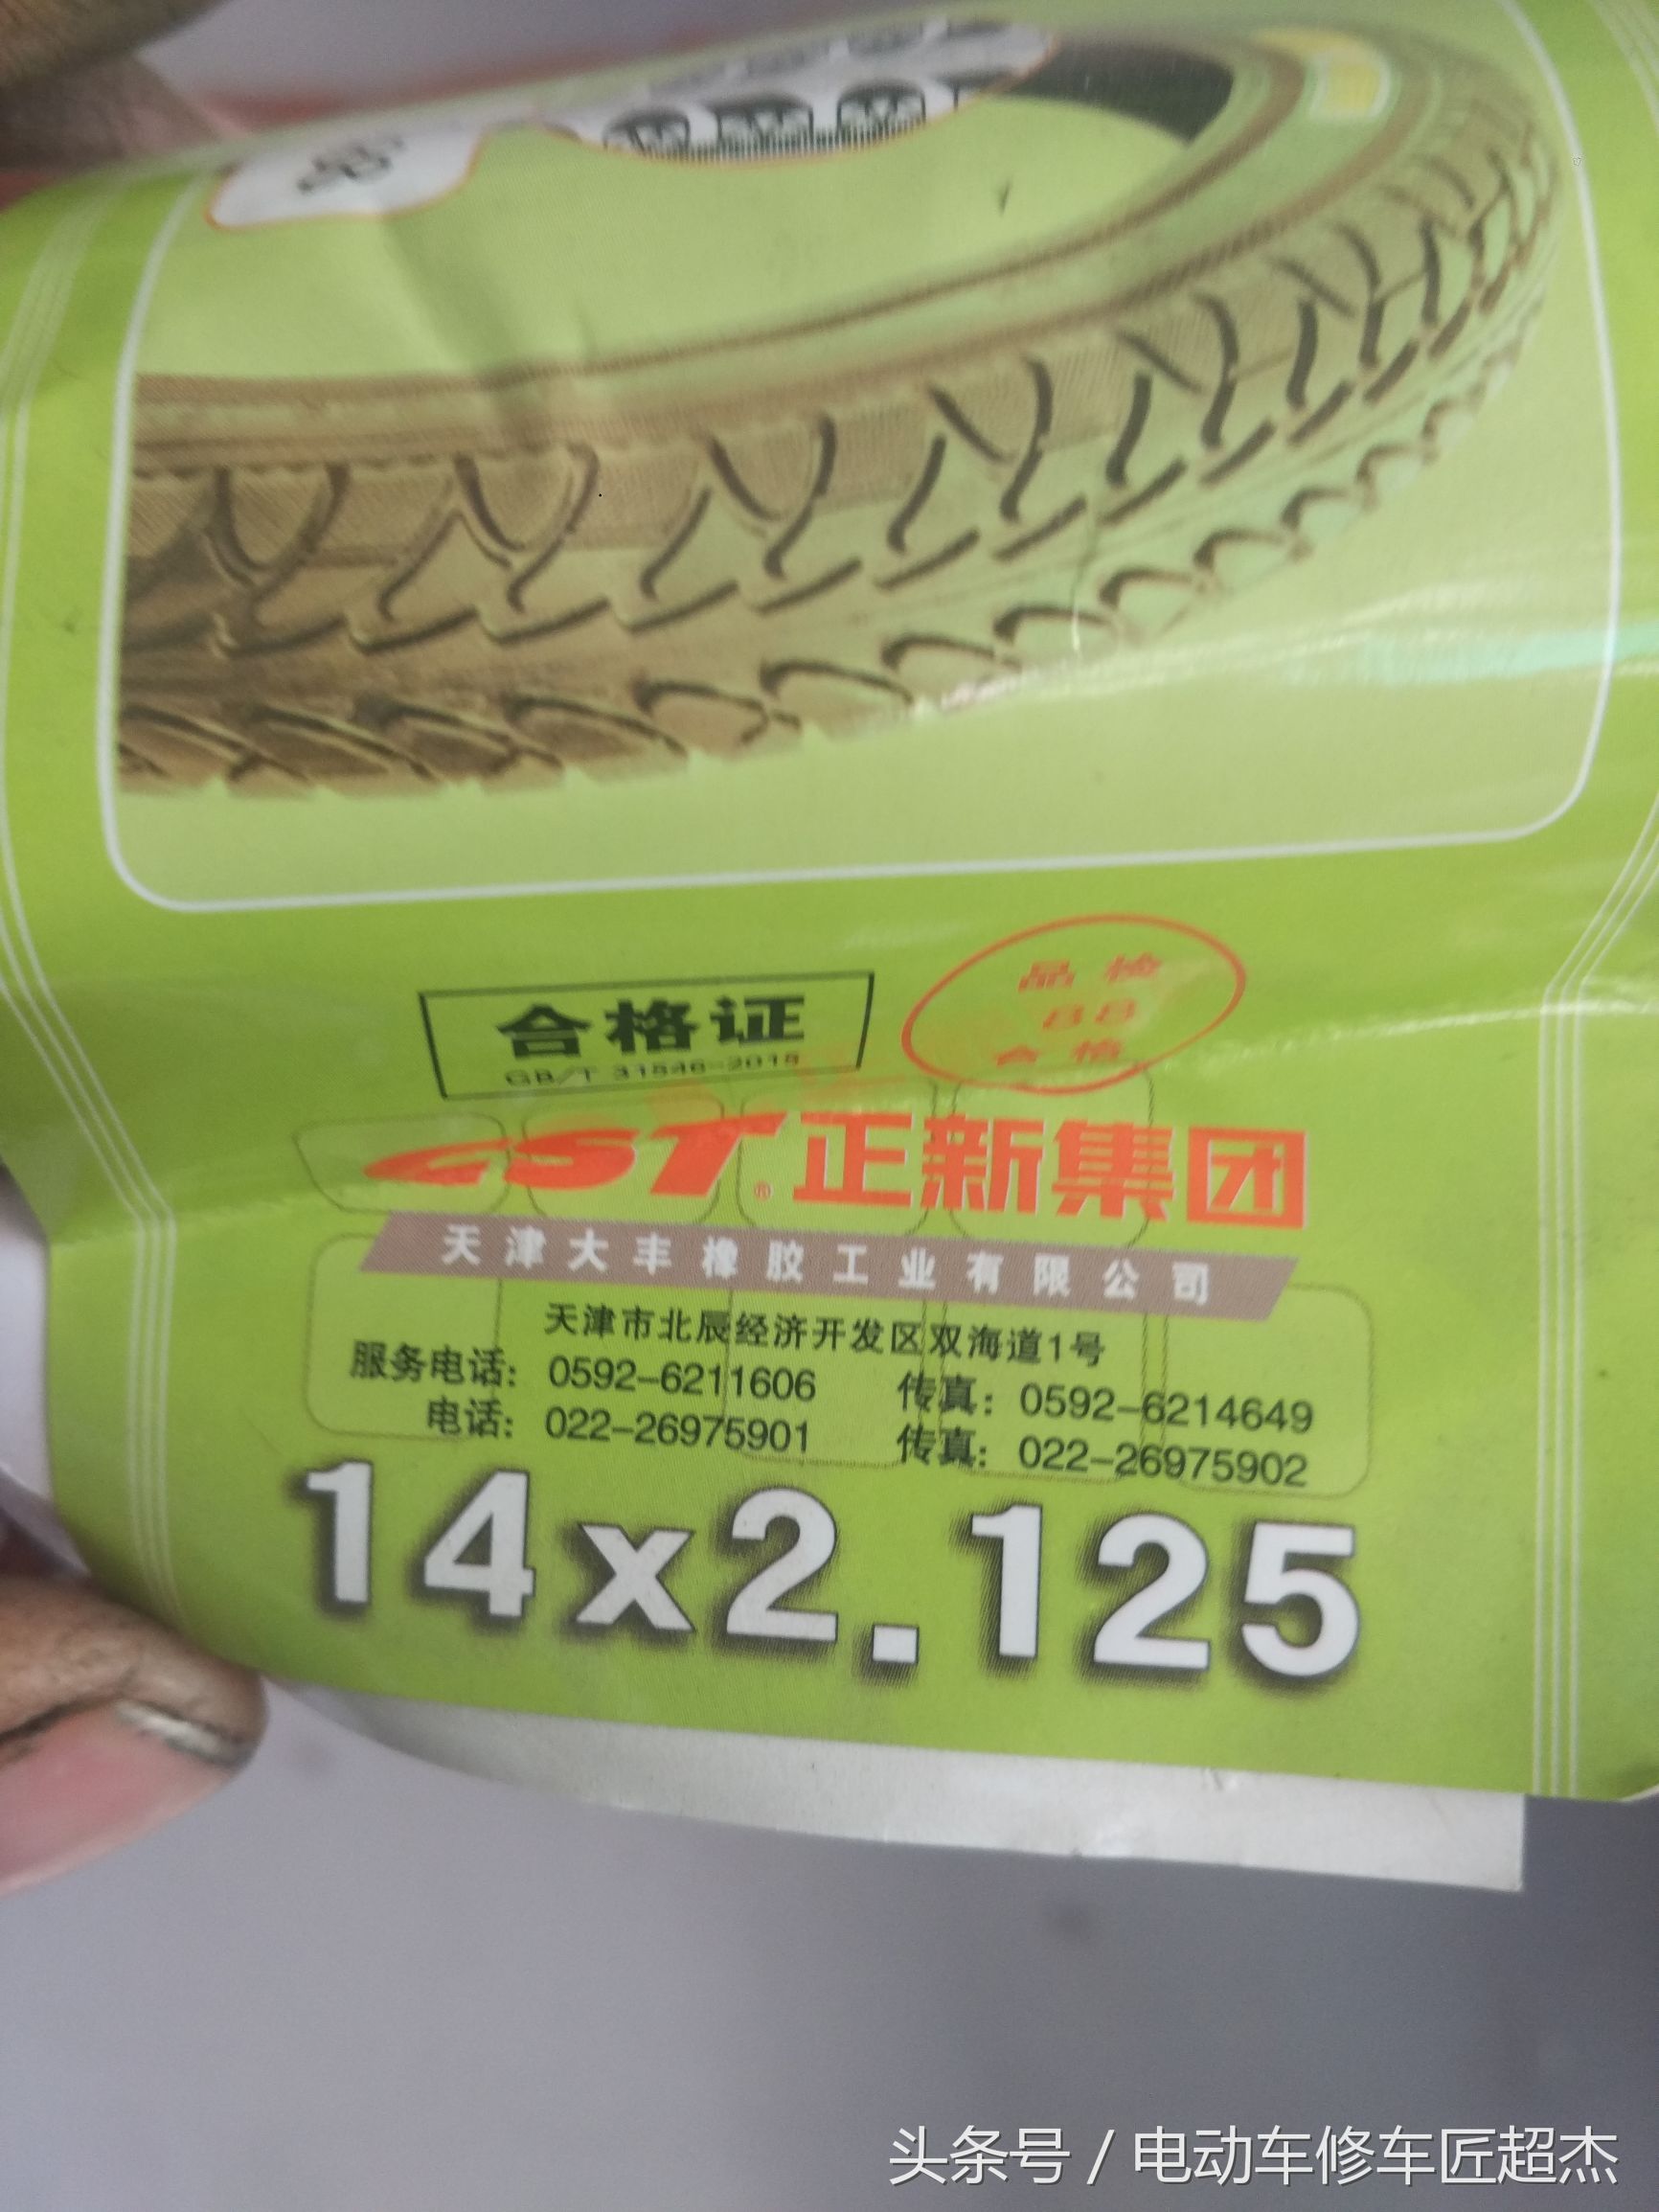 合格证
GB/T 31546-2015
品检
88
合格
CST® 正新集团
天津大丰橡胶工业有限公司
天津市北辰经济开发区双海道1号
服务电话：0592-6211606 传真：0592-6214649
电话：022-26975901 传真：022-26975902
14x2.125
头条号 / 电动车修车匠超杰